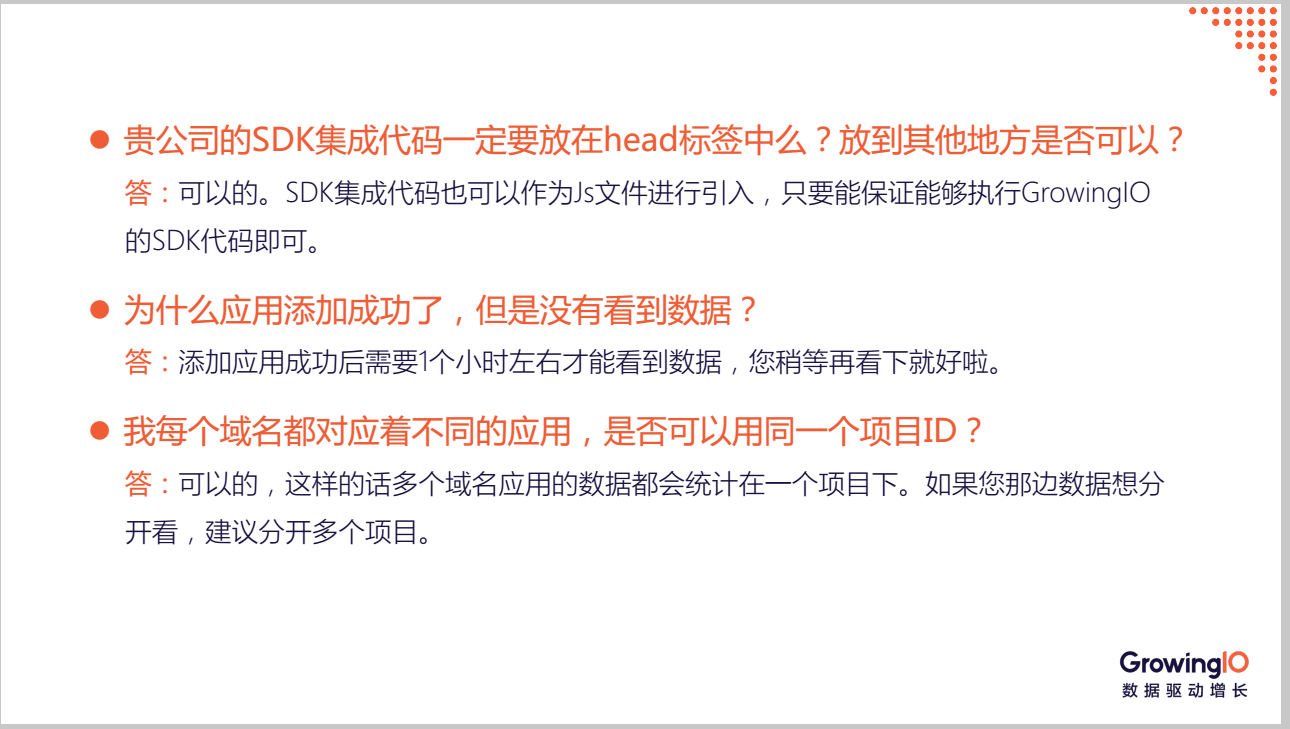 贵公司的SDK集成代码一定要放在head标签中么？放到其他地方是否可以？
答：可以的。SDK集成代码也可以作为Js文件进行引入，只要能保证能够执行GrowingIO
的SDK代码即可。
为什么应用添加成功了，但是没有看到数据？
答：添加应用成功后需要1个小时左右才能看到数据，您稍等再看下就好啦。
我每个域名都对应着不同的应用，是否可以用同一个项目ID？
答：可以的，这样的话多个域名应用的数据都会统计在一个项目下。如果您那边数据想分
开看，建议分开多个项目。
GrowingIO
数据驱动增长